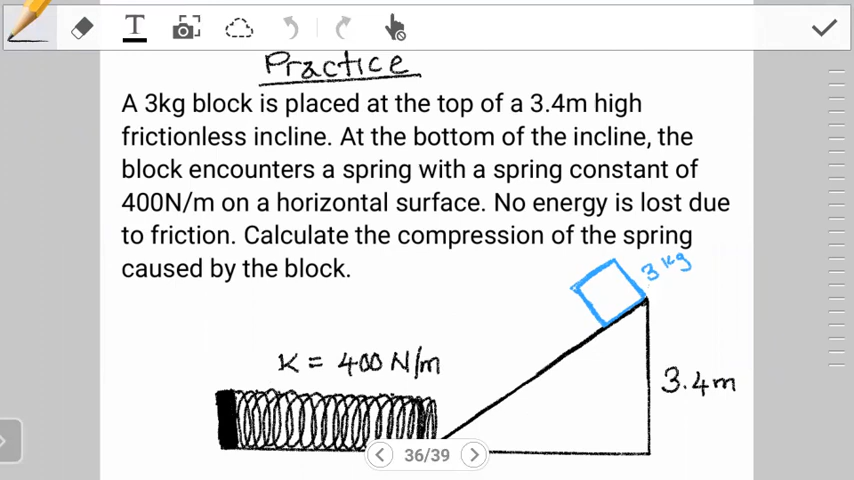 T
Practice
A 3kg block is placed at the top of a 3.4m high
frictionless incline. At the bottom of the incline, the
block encounters a spring with a spring constant of
400N/m on a horizontal surface. No energy is lost due
to friction. Calculate the compression of the spring
caused by the block.
3 kg
K = 400 N/m
3.4m
36/39